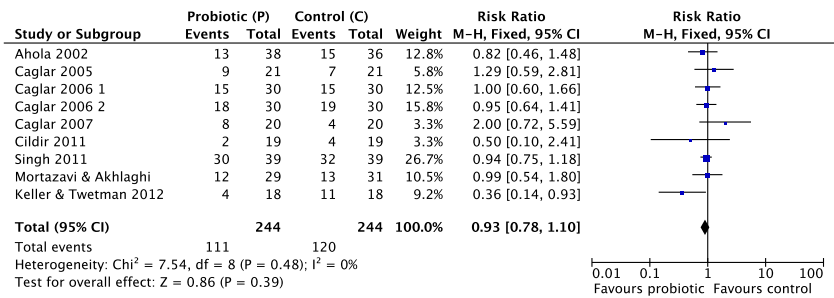 Probiotic (P) Control (C) Risk Ratio Risk Ratio
Study or Subgroup Events Total Events Total Weight M-H, Fixed, 95% CI M-H, Fixed, 95% CI
Ahola 2002 13 38 15 36 12.8% 0.82 [0.46, 1.48]
Caglar 2005 9 21 7 21 5.8% 1.29 [0.59, 2.81]
Caglar 2006 1 15 30 15 30 12.5% 1.00 [0.60, 1.66]
Caglar 2006 2 18 30 19 30 15.8% 0.95 [0.64, 1.41]
Caglar 2007 8 20 4 20 3.3% 2.00 [0.72, 5.59]
Cildir 2011 2 19 4 19 3.3% 0.50 [0.10, 2.41]
Singh 2011 30 39 32 39 26.7% 0.94 [0.75, 1.18]
Mortazavi & Akhlaghi 12 29 13 31 10.5% 0.99 [0.54, 1.80]
Keller & Twetman 2012 4 18 11 18 9.2% 0.36 [0.14, 0.93]
Total (95% CI) 244 244 100.0% 0.93 [0.78, 1.10]
Total events 111 120
Heterogeneity: Chi² = 7.54, df = 8 (P = 0.48); I² = 0%
Test for overall effect: Z = 0.86 (P = 0.39)
0.01 0.1 1 10 100
Favours probiotic Favours control